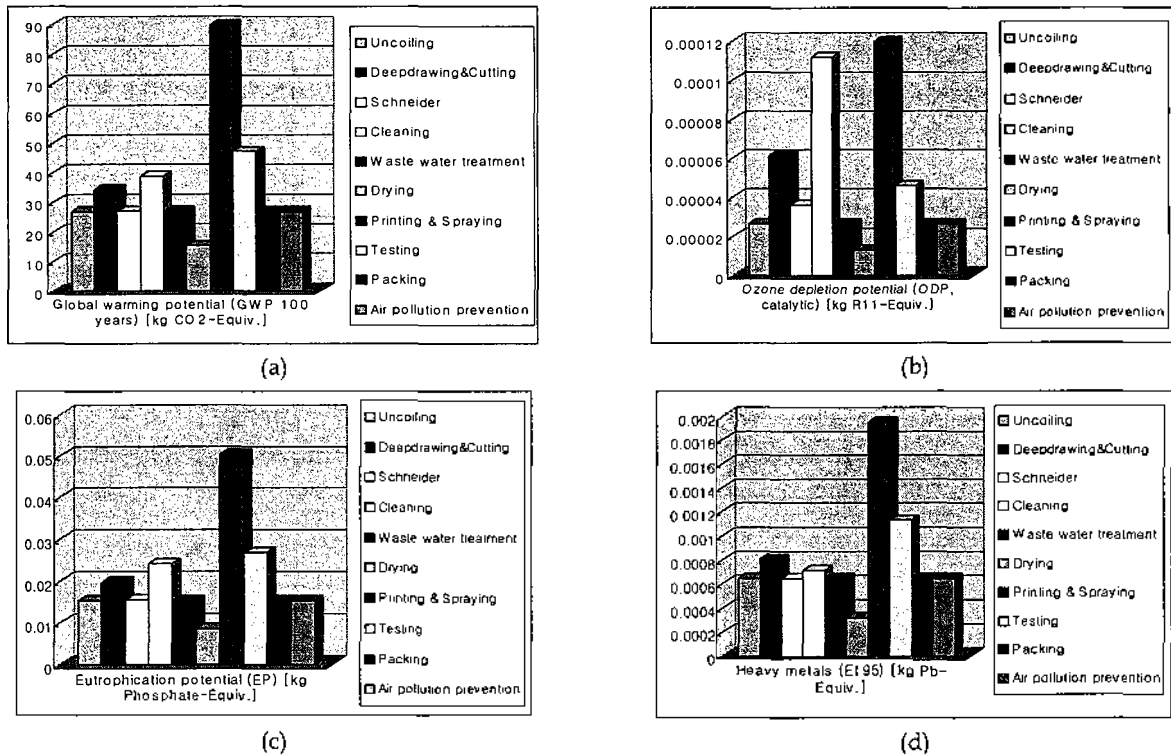 90
80
70
60
50
40
30
20
10
0
Global warming potential (GWP 100
years) [kg CO2-Equiv.]
Uncoiling
Deepdrawing&Cutting
Schneider
Cleaning
Waste water treatment
Drying
Printing & Spraying
Testing
Packing
Air pollution prevention
(a)
0.00012
0.0001
0.00008
0.00006
0.00004
0.00002
0
Ozone depletion potential (ODP,
catalytic) [kg R11-Equiv.]
Uncoiling
Deepdrawing&Cutting
Schneider
Cleaning
Waste water treatment
Drying
Printing & Spraying
Testing
Packing
Air pollution prevention
(b)
0.06
0.05
0.04
0.03
0.02
0.01
0
Eutrophication potential (EP) [kg
Phosphate-Equiv.]
Uncoiling
Deepdrawing&Cutting
Schneider
Cleaning
Waste water treatment
Drying
Printing & Spraying
Testing
Packing
Air pollution prevention
(c)
0.002
0.0018
0.0016
0.0014
0.0012
0.001
0.0008
0.0006
0.0004
0.0002
0
Heavy metals (EI95) [kg Pb-
Equiv.]
Uncoiling
Deepdrawing&Cutting
Schneider
Cleaning
Waste water treatment
Drying
Printing & Spraying
Testing
Packing
Air pollution prevention
(d)